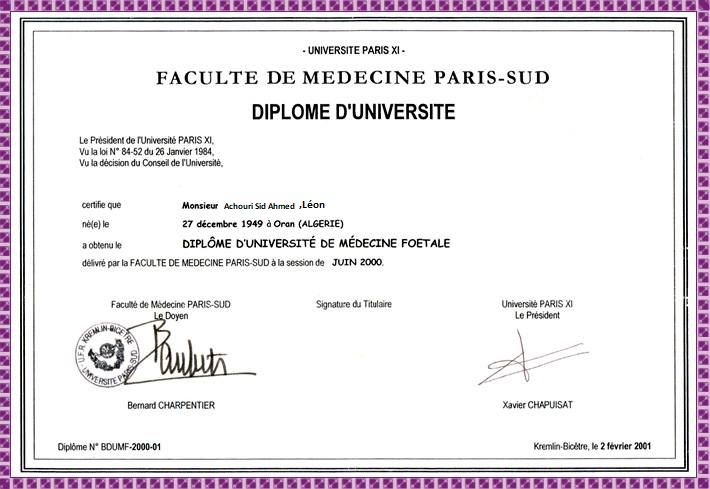 - UNIVERSITE PARIS XI -
FACULTE DE MEDECINE PARIS-SUD
DIPLOME D'UNIVERSITE
Le Président de l'Université PARIS XI,
Vu la loi N° 84-52 du 26 Janvier 1984,
Vu la décision du Conseil de l'Université,
certifie que Monsieur Achouri Sid Ahmed ,Léon
nè(e) le 27 décembre 1949 à Oran (ALGERIE)
a obtenu le DIPLÔME D'UNIVERSITÉ DE MÉDECINE FOETALE
délivré par la FACULTE DE MEDECINE PARIS-SUD à la session de JUIN 2000.
Faculté de Médecine PARIS-SUD Signature du Titulaire Université PARIS XI
Le Doyen Le Président
U.F.R. KREMLIN-BICETRE
UNIVERSITE PARIS-SUD
Bernard CHARPENTIER Xavier CHAPUISAT
Diplôme N° BDUMF-2000-01 Kremlin-Bicêtre, le 2 février 2001